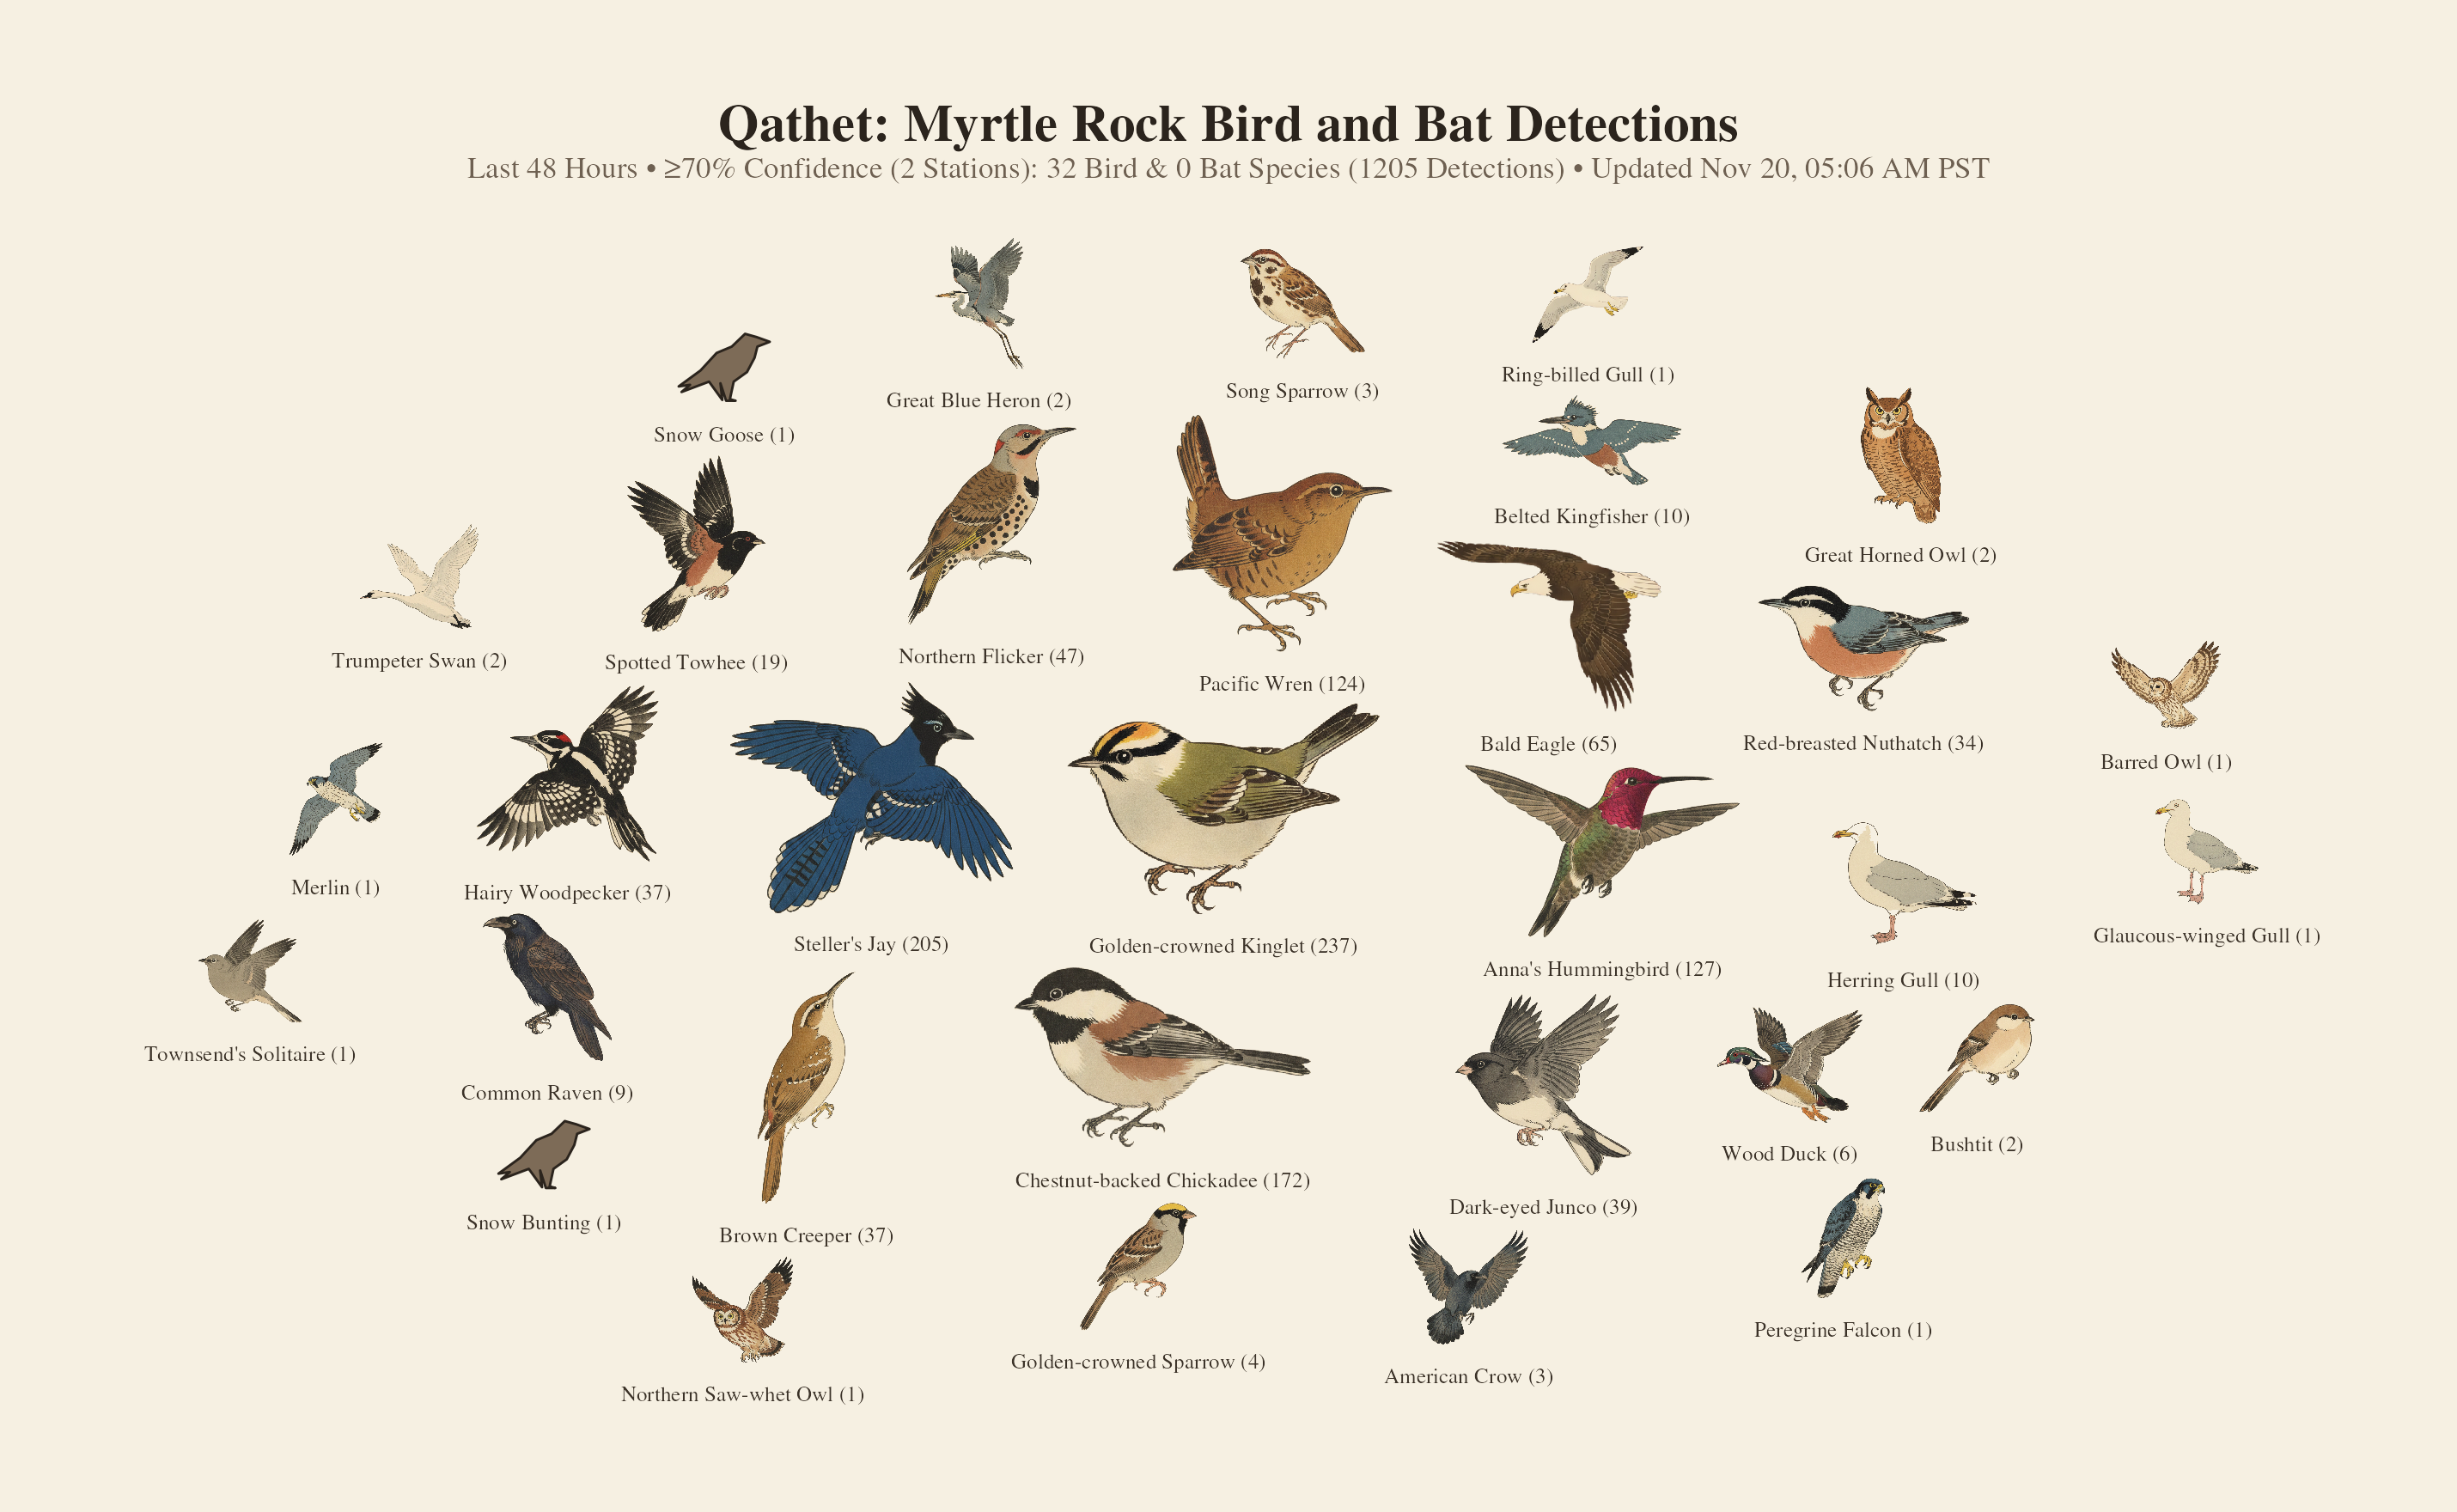 Qathet: Myrtle Rock Bird and Bat Detections
Last 48 Hours • ≥70% Confidence (2 Stations): 32 Bird & 0 Bat Species (1205 Detections) • Updated Nov 20, 05:06 AM PST
Ring-billed Gull (1)
Song Sparrow (3)
Great Blue Heron (2)
Snow Goose (1)
Belted Kingfisher (10)
Great Horned Owl (2)
Northern Flicker (47)
Trumpeter Swan (2)
Spotted Towhee (19)
Pacific Wren (124)
Bald Eagle (65)
Red-breasted Nuthatch (34)
Barred Owl (1)
Merlin (1)
Hairy Woodpecker (37)
Glaucous-winged Gull (1)
Steller's Jay (205)
Golden-crowned Kinglet (237)
Anna's Hummingbird (127)
Herring Gull (10)
Townsend's Solitaire (1)
Common Raven (9)
Bushtit (2)
Wood Duck (6)
Chestnut-backed Chickadee (172)
Dark-eyed Junco (39)
Snow Bunting (1)
Brown Creeper (37)
Peregrine Falcon (1)
Golden-crowned Sparrow (4)
American Crow (3)
Northern Saw-whet Owl (1)